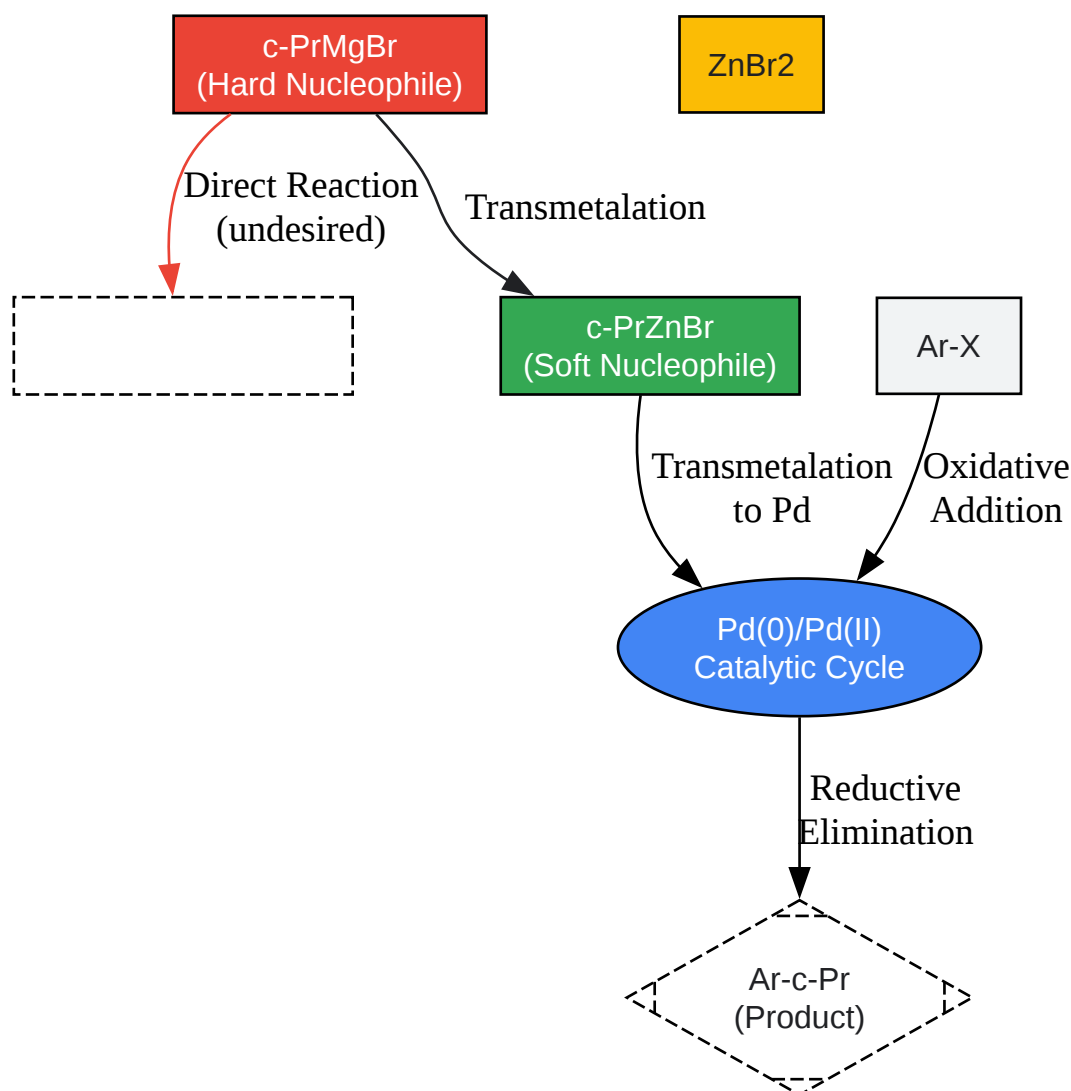 c-PrMgBr
(Hard Nucleophile)
ZnBr2
Direct Reaction
(undesired)
Transmetalation
c-PrZnBr
(Soft Nucleophile)
Ar-X
Transmetalation
to Pd
Oxidative
Addition
Pd(0)/Pd(II)
Catalytic Cycle
Reductive
Elimination
Ar-c-Pr
(Product)